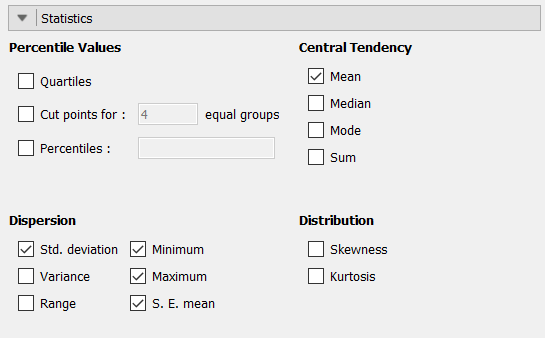 Statistics
Percentile Values
Quartiles
Cut points for : 4 equal groups
Percentiles :
Central Tendency
Mean
Median
Mode
Sum
Dispersion
Std. deviation Minimum
Variance Maximum
Range S. E. mean
Distribution
Skewness
Kurtosis